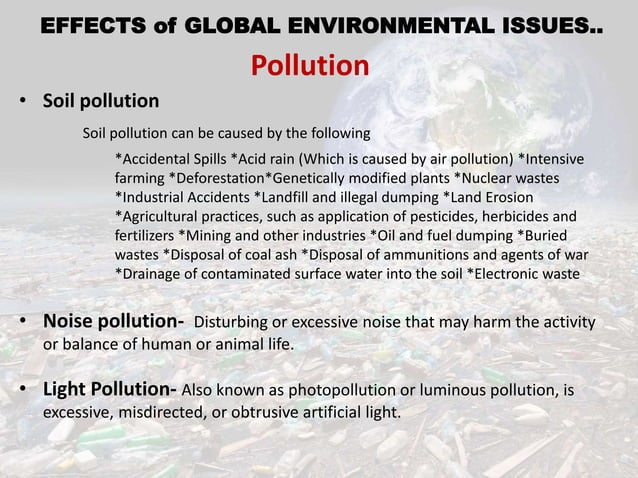 EFFECTS of GLOBAL ENVIRONMENTAL ISSUES..
Pollution
• Soil pollution
Soil pollution can be caused by the following
*Accidental Spills *Acid rain (Which is caused by air pollution) *Intensive
farming *Deforestation*Genetically modified plants *Nuclear wastes
*Industrial Accidents *Landfill and illegal dumping *Land Erosion
*Agricultural practices, such as application of pesticides, herbicides and
fertilizers *Mining and other industries *Oil and fuel dumping *Buried
wastes *Disposal of coal ash *Disposal of ammunitions and agents of war
*Drainage of contaminated surface water into the soil *Electronic waste
• Noise pollution- Disturbing or excessive noise that may harm the activity
or balance of human or animal life.
• Light Pollution- Also known as photopollution or luminous pollution, is
excessive, misdirected, or obtrusive artificial light.